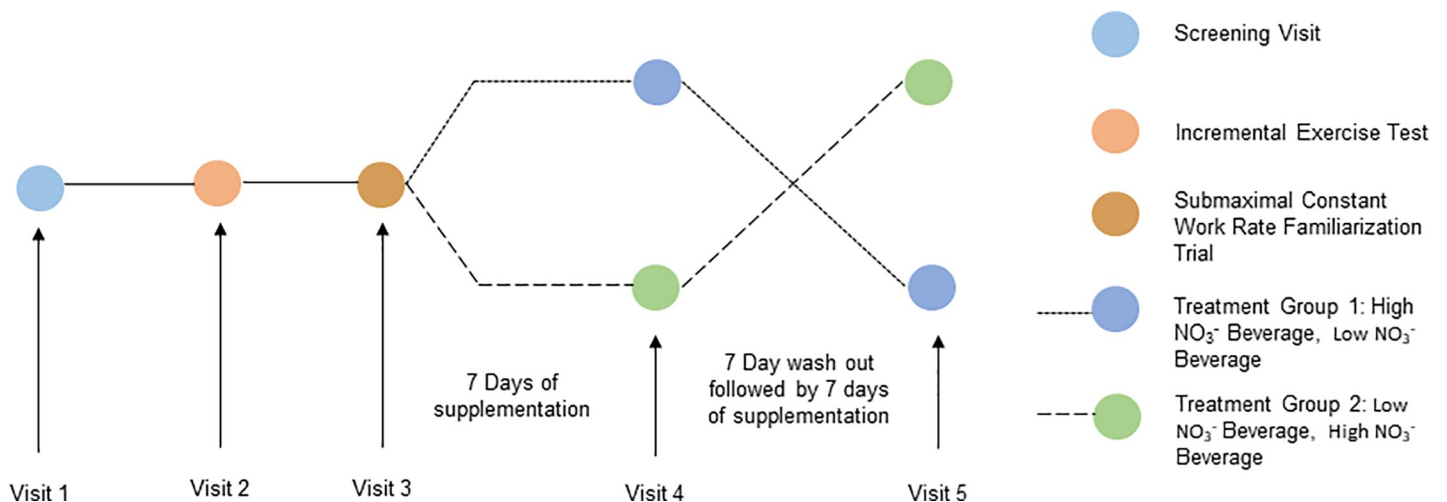 Screening Visit
Incremental Exercise Test
Submaximal Constant
Work Rate Familiarization
Trial
Treatment Group 1: High
NO₃⁻ Beverage, Low NO₃⁻
Beverage
Treatment Group 2: Low
NO₃⁻ Beverage, High NO₃⁻
Beverage
7 Days of
supplementation
7 Day wash out
followed by 7 days
of supplementation
Visit 1
Visit 2
Visit 3
Visit 4
Visit 5